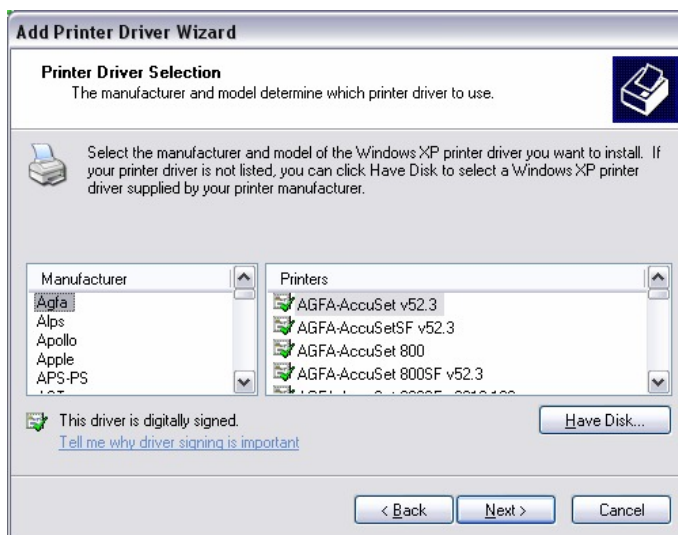 Add Printer Driver Wizard
Printer Driver Selection
The manufacturer and model determine which printer driver to use.
Select the manufacturer and model of the Windows XP printer driver you want to install. If
your printer driver is not listed, you can click Have Disk to select a Windows XP printer
driver supplied by your printer manufacturer.
Manufacturer
Agfa
Alps
Apollo
Apple
APS-PS
Printers
AGFA-AccuSet v52.3
AGFA-AccuSetSF v52.3
AGFA-AccuSet 800
AGFA-AccuSet 800SF v52.3
This driver is digitally signed.
Tell me why driver signing is important
Have Disk...
< Back
Next >
Cancel